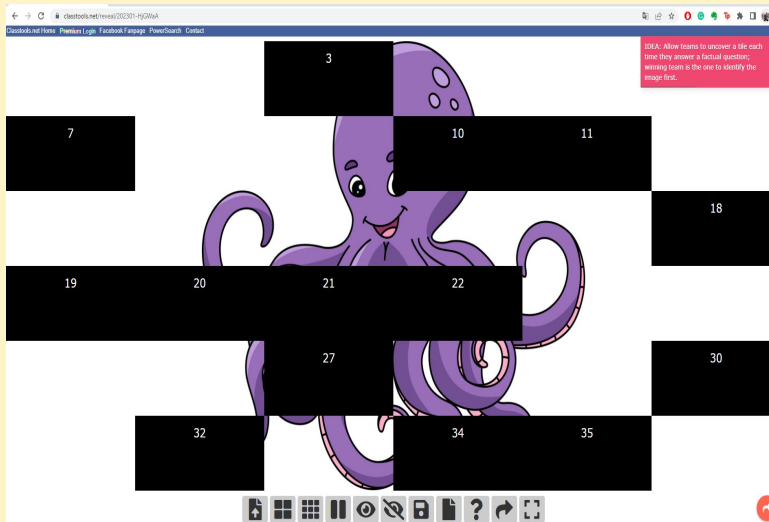 classtools.net/reveal/202301-HjGWaA
Classtools.net Home Premium Login Facebook Fanpage PowerSearch Contact
IDEA: Allow teams to uncover a tile each
time they answer a factual question;
winning team is the one to identify the
image first.
3
7
10
11
18
19
20
21
22
27
30
32
34
35